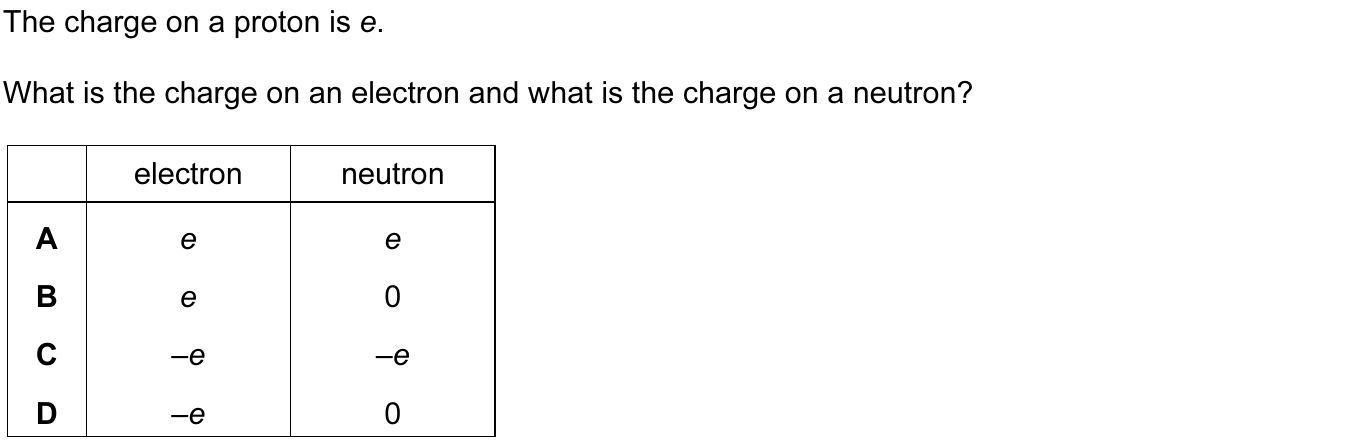 The charge on a proton is e.
What is the charge on an electron and what is the charge on a neutron?
electron neutron
A e e
B e 0
C –e –e
D –e 0